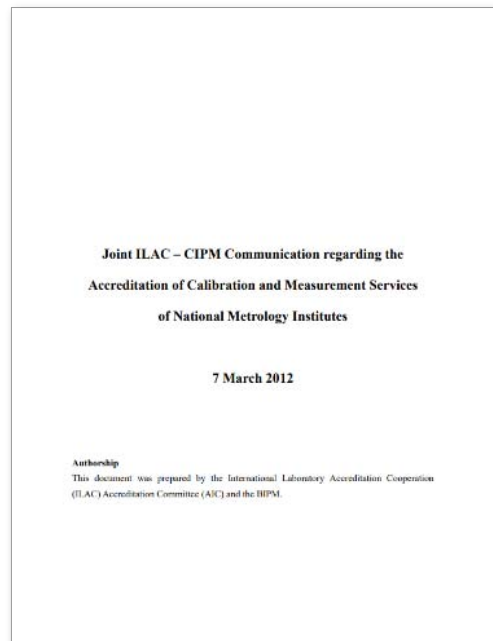 Joint ILAC – CIPM Communication regarding the
Accreditation of Calibration and Measurement Services
of National Metrology Institutes
7 March 2012
Authorship
This document was prepared by the International Laboratory Accreditation Cooperation
(ILAC) Accreditation Committee (AIC) and the BIPM.